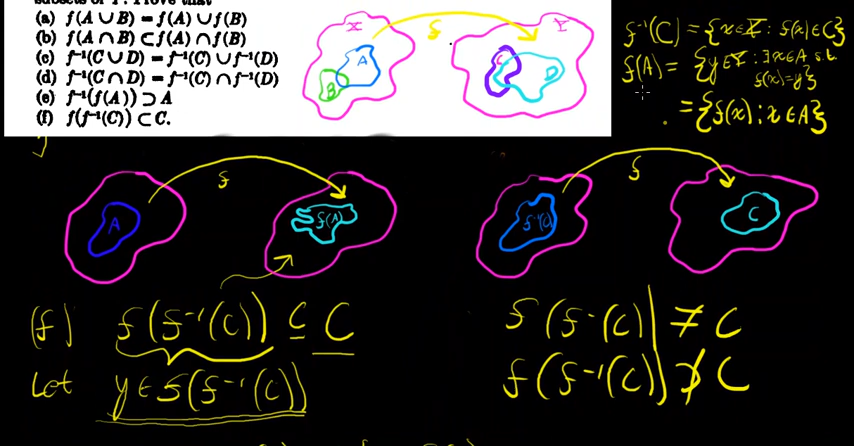 subsets of Y. Prove that
(a) f(A ∪ B) = f(A) ∪ f(B)
(b) f(A ∩ B) ⊂ f(A) ∩ f(B)
(c) f⁻¹(C ∪ D) = f⁻¹(C) ∪ f⁻¹(D)
(d) f⁻¹(C ∩ D) = f⁻¹(C) ∩ f⁻¹(D)
(e) f⁻¹(f(A)) ⊃ A
(f) f(f⁻¹(C)) ⊂ C.
X f Y
A B C D
f⁻¹(C) = {x∈X : f(x)∈C}
f(A) = {y∈Y : ∃x∈A s.t.
f(x)=y}
= {f(x) : x∈A}
f f
A f(A) f⁻¹(C) C
(f) f(f⁻¹(C)) ⊆ C
f(f⁻¹(C)) ≠ C
Let y∈f(f⁻¹(C))
f(f⁻¹(C)) ⊅ C